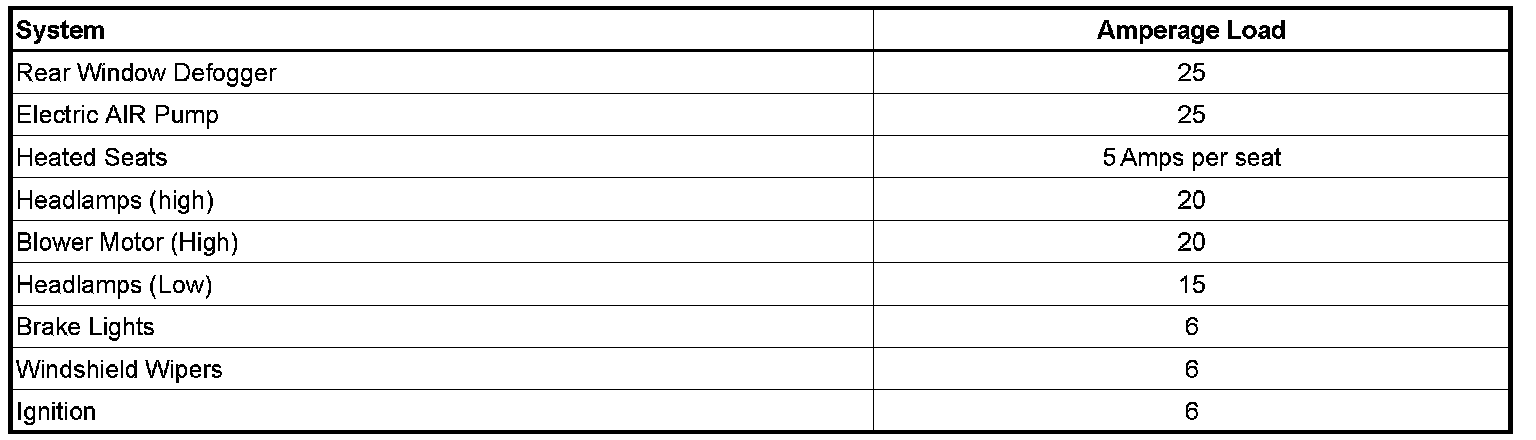 System Amperage Load
Rear Window Defogger 25
Electric AIR Pump 25
Heated Seats 5 Amps per seat
Headlamps (high) 20
Blower Motor (High) 20
Headlamps (Low) 15
Brake Lights 6
Windshield Wipers 6
Ignition 6